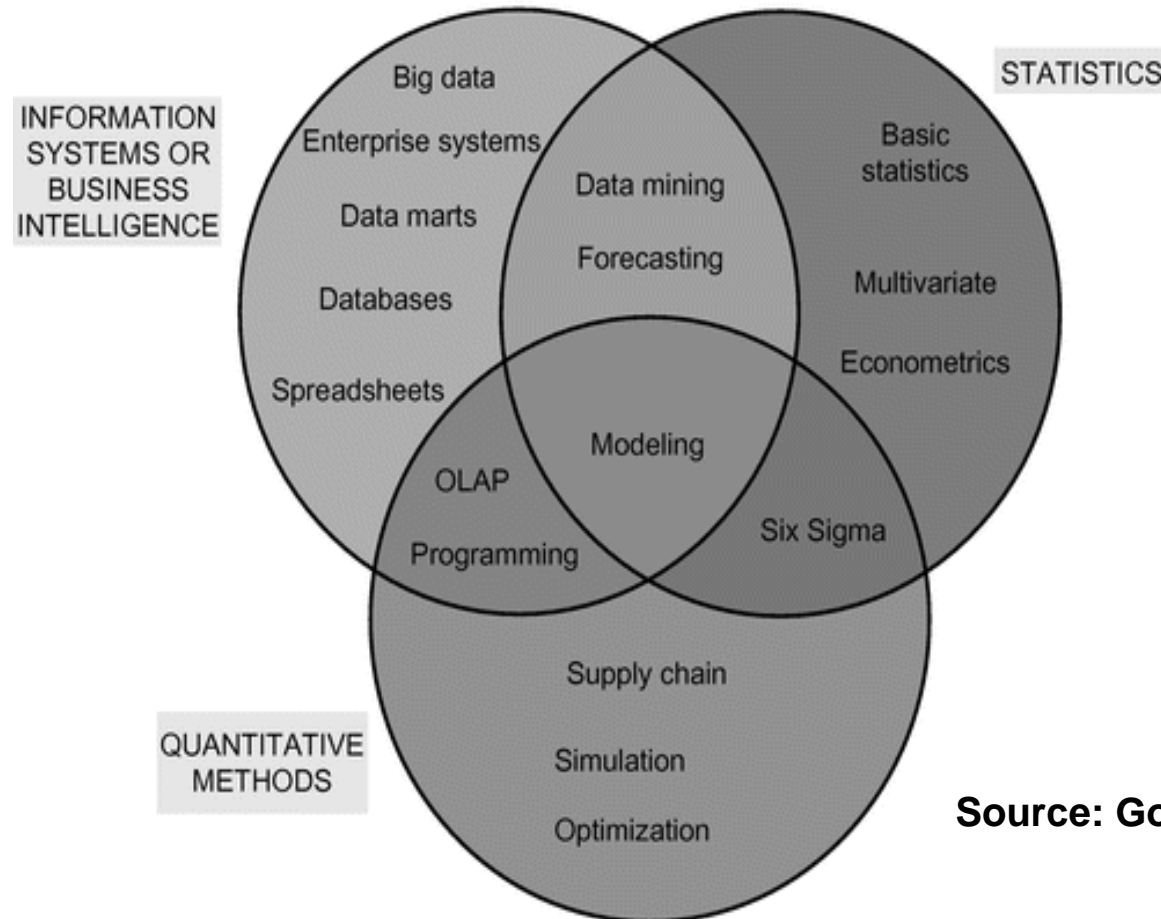 INFORMATION
SYSTEMS OR
BUSINESS
INTELLIGENCE
STATISTICS
Big data
Enterprise systems
Data marts
Databases
Spreadsheets
Data mining
Forecasting
Basic
statistics
Multivariate
Econometrics
Modeling
OLAP
Programming
Six Sigma
QUANTITATIVE
METHODS
Supply chain
Simulation
Optimization
Source: